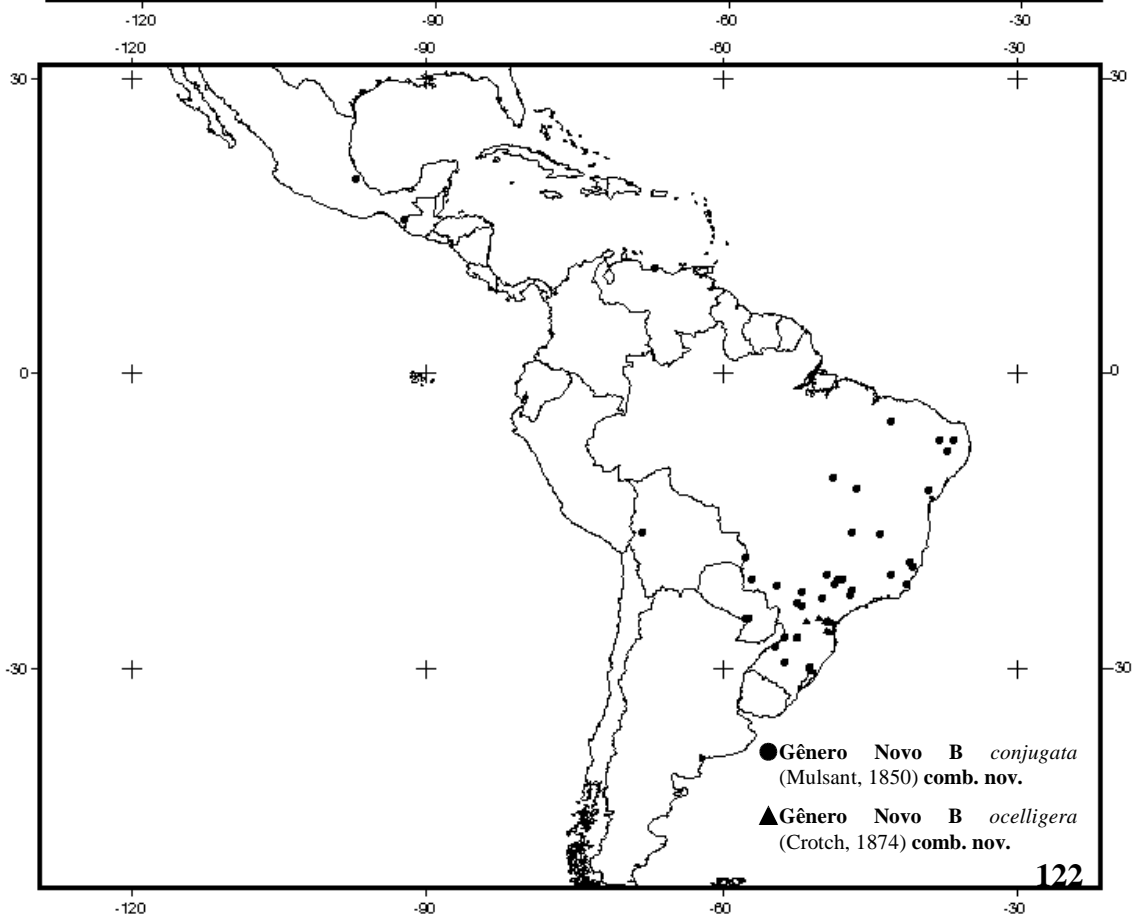 -120 -90 -60 -30
-120 -90 -60 -30
30 30
0 0
-30 -30
Gênero Novo B conjugata
(Mulsant, 1850) comb. nov.
Gênero Novo B ocelligera
(Crotch, 1874) comb. nov.
122
-120 -90 -60 -30